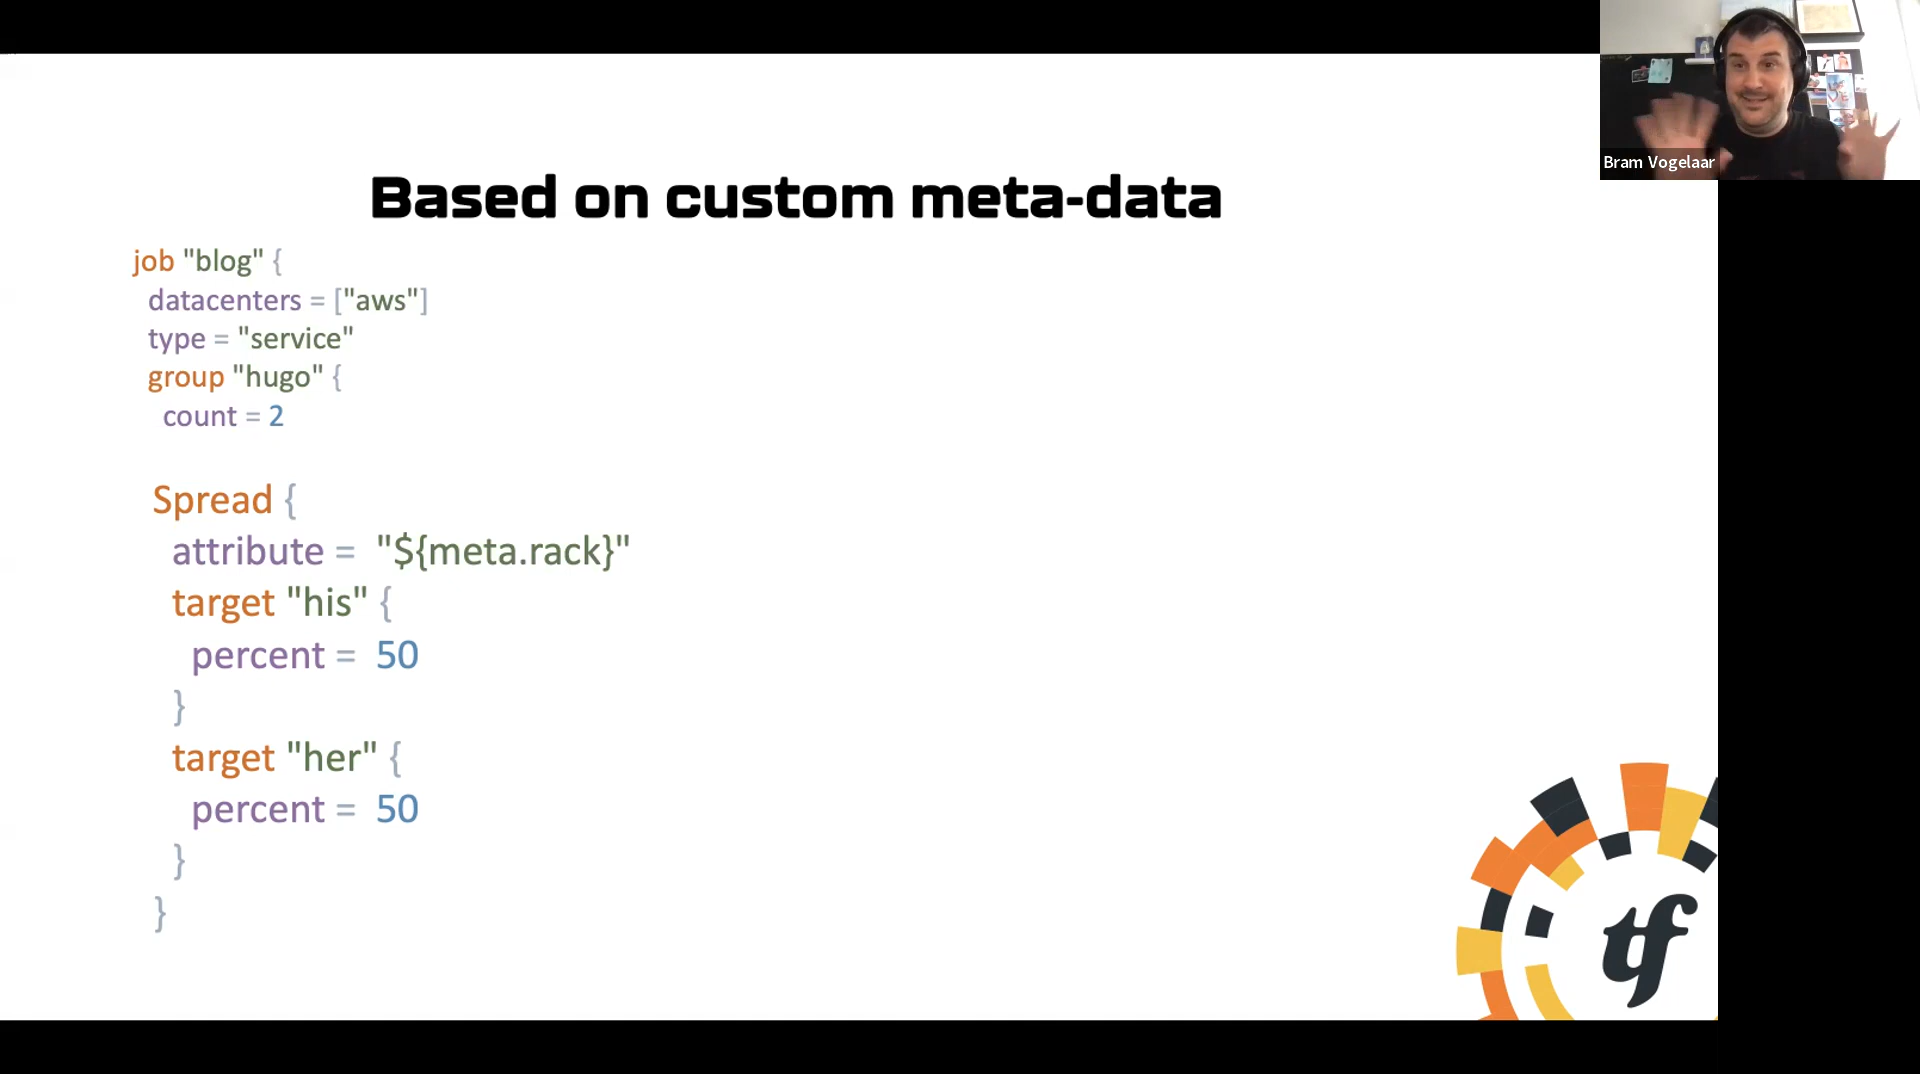 Bram Vogelaar
Based on custom meta-data
job "blog" {
datacenters = ["aws"]
type = "service"
group "hugo" {
count = 2
Spread {
attribute = "${meta.rack}"
target "his" {
percent = 50
}
target "her" {
percent = 50
}
}
tf